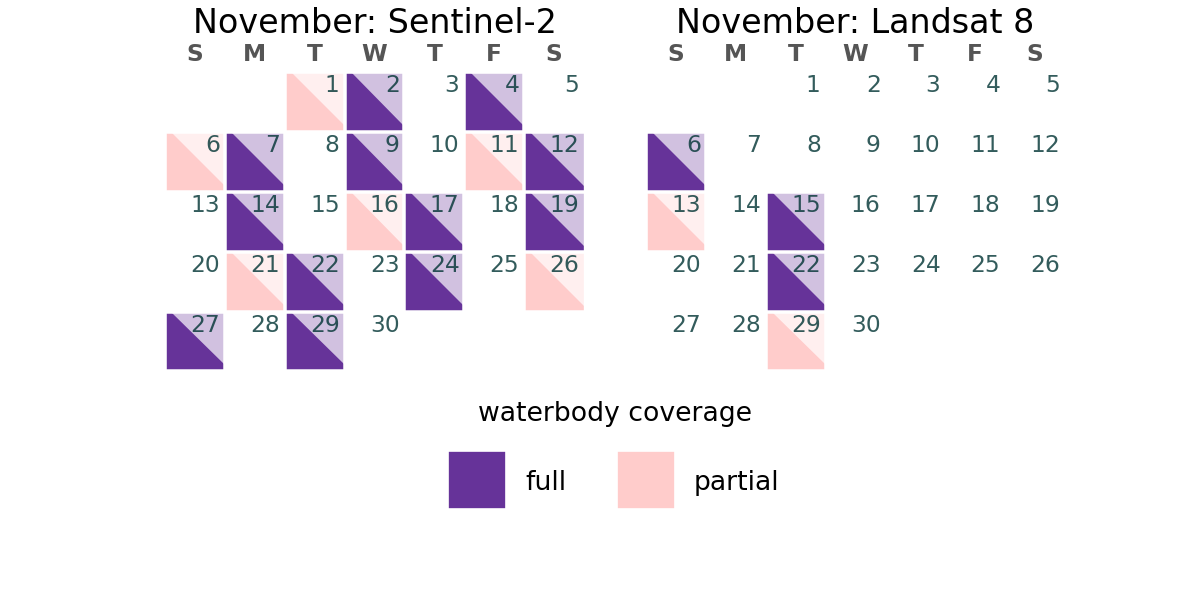 November: Sentinel-2
S M T W T F S
1 2 3 4 5
6 7 8 9 10 11 12
13 14 15 16 17 18 19
20 21 22 23 24 25 26
27 28 29 30
November: Landsat 8
S M T W T F S
1 2 3 4 5
6 7 8 9 10 11 12
13 14 15 16 17 18 19
20 21 22 23 24 25 26
27 28 29 30
waterbody coverage
full partial